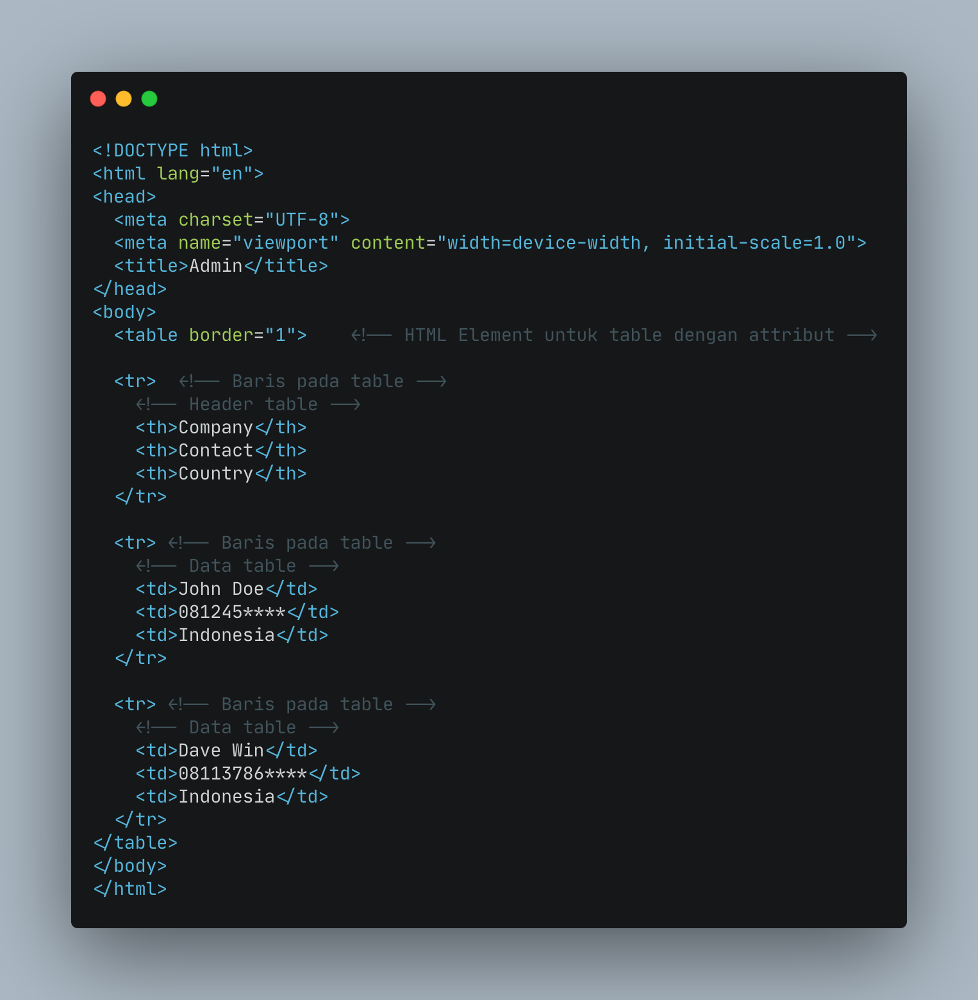 <!DOCTYPE html>
<html lang="en">
<head>
  <meta charset="UTF-8">
  <meta name="viewport" content="width=device-width, initial-scale=1.0">
  <title>Admin</title>
</head>
<body>
  <table border="1">    <!-- HTML Element untuk table dengan attribut -->
  <tr>  <!-- Baris pada table -->
    <!-- Header table -->
    <th>Company</th>
    <th>Contact</th>
    <th>Country</th>
  </tr>
  <tr> <!-- Baris pada table -->
    <!-- Data table -->
    <td>John Doe</td>
    <td>081245****</td>
    <td>Indonesia</td>
  </tr>
  <tr> <!-- Baris pada table -->
    <!-- Data table -->
    <td>Dave Win</td>
    <td>08113786****</td>
    <td>Indonesia</td>
  </tr>
</table>
</body>
</html>